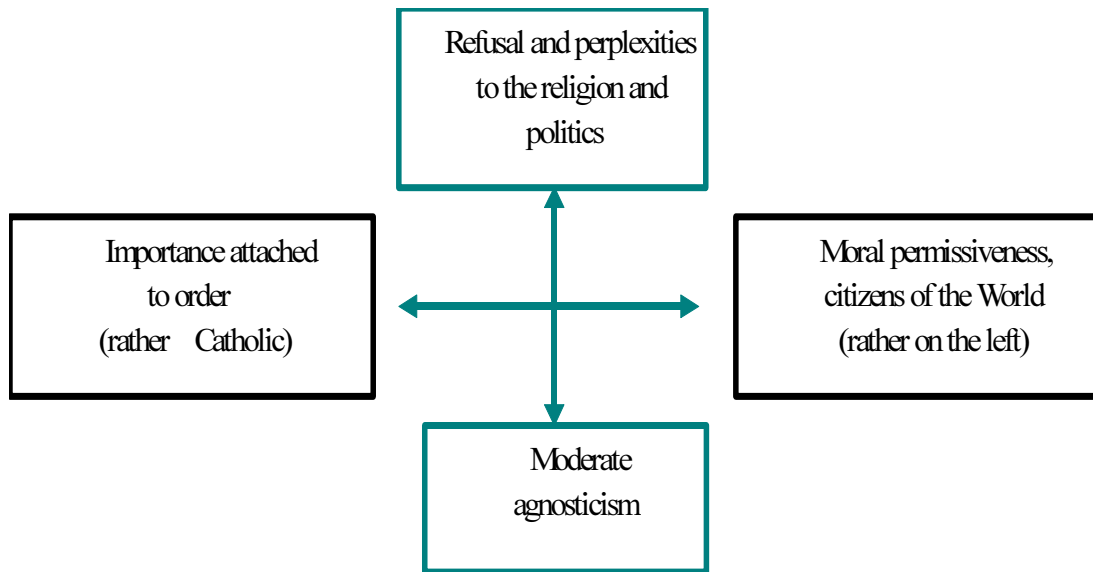 Refusal and perplexities
to the religion and
politics
Importance attached
to order
(rather Catholic)
Moral permissiveness,
citizens of the World
(rather on the left)
Moderate
agnosticism